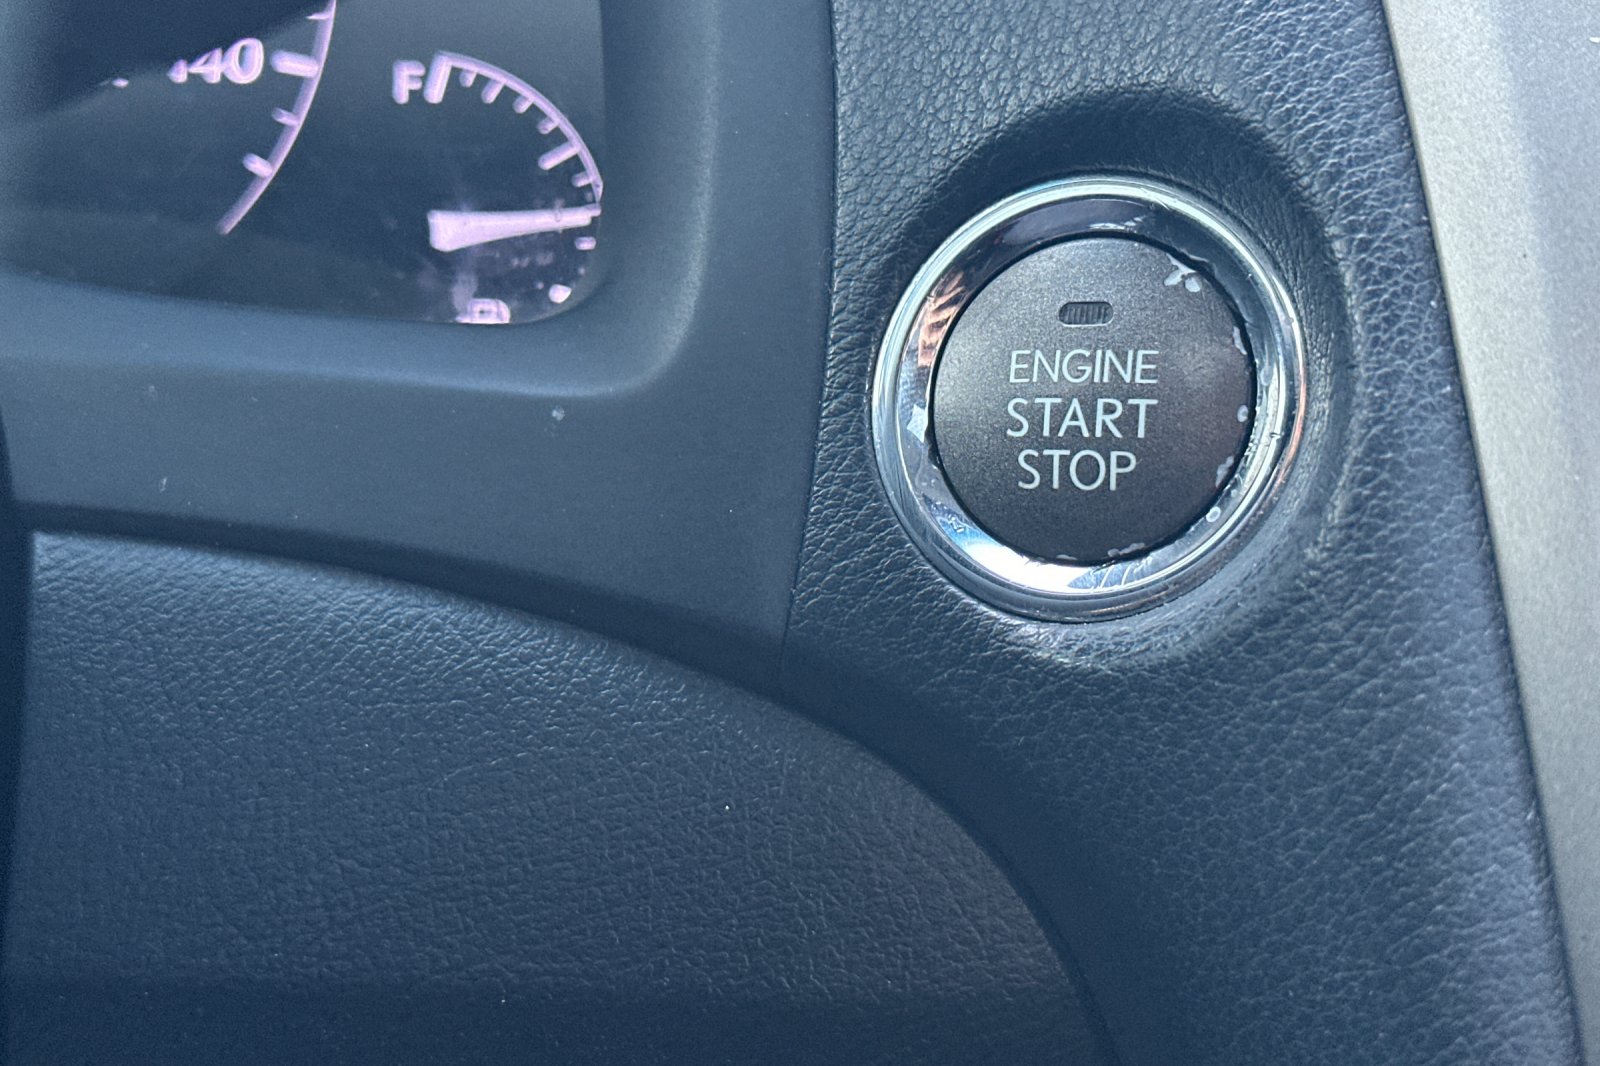 140
F
ENGINE
START
STOP